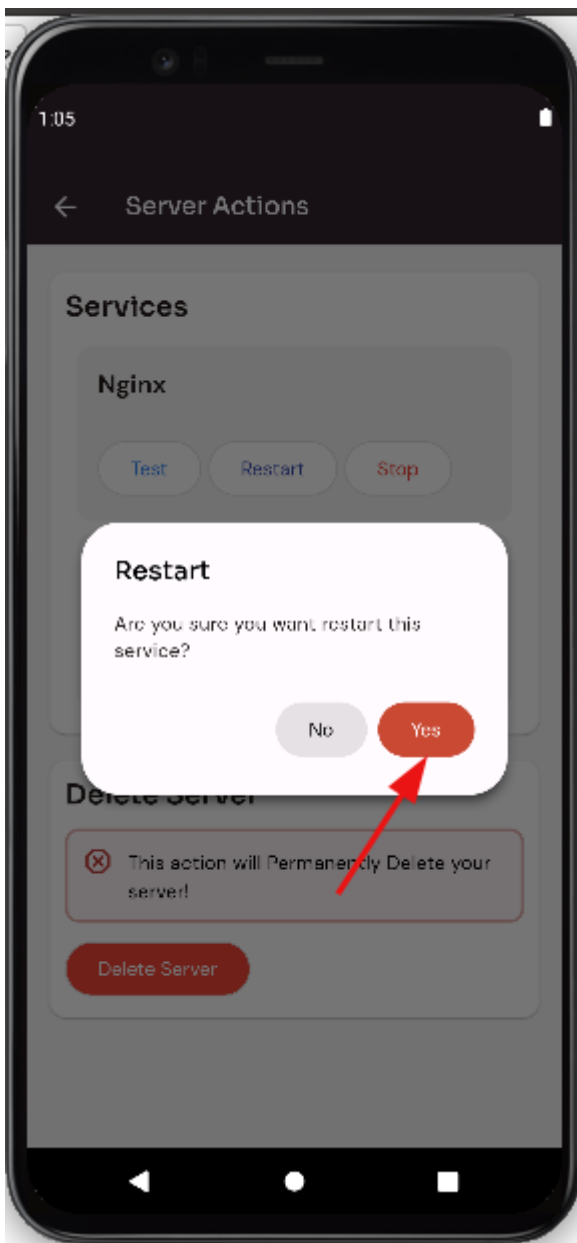 1:05
Server Actions
Services
Nginx
Test Restart Stop
Restart
Are you sure you want restart this
service?
No Yes
Delete Server
This action will Permanently Delete your
server!
Delete Server